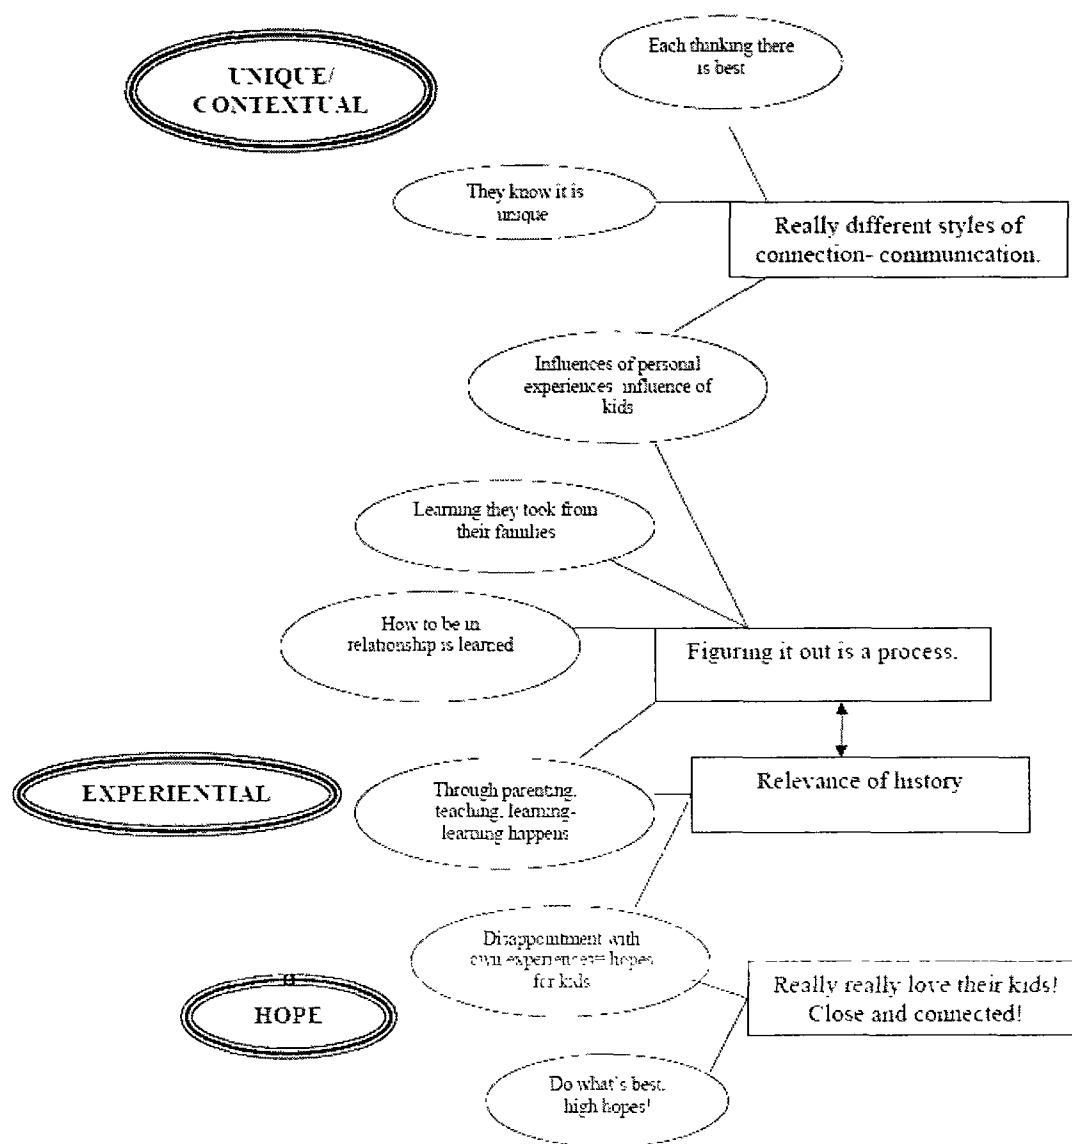 Each thinking there
is best
UNIQUE/
CONTEXTUAL
They know it is
unique
Really different styles of
connection- communication.
Influences of personal
experiences influence of
kids
Learning they took from
their families
How to be in
relationship is learned
Figuring it out is a process.
EXPERIENTIAL
Through parenting,
teaching, learning-
learning happens
Relevance of history
Disappointment with
own experiences= hopes
for kids
HOPE
Really really love their kids!
Close and connected!
Do what's best.
high hopes!